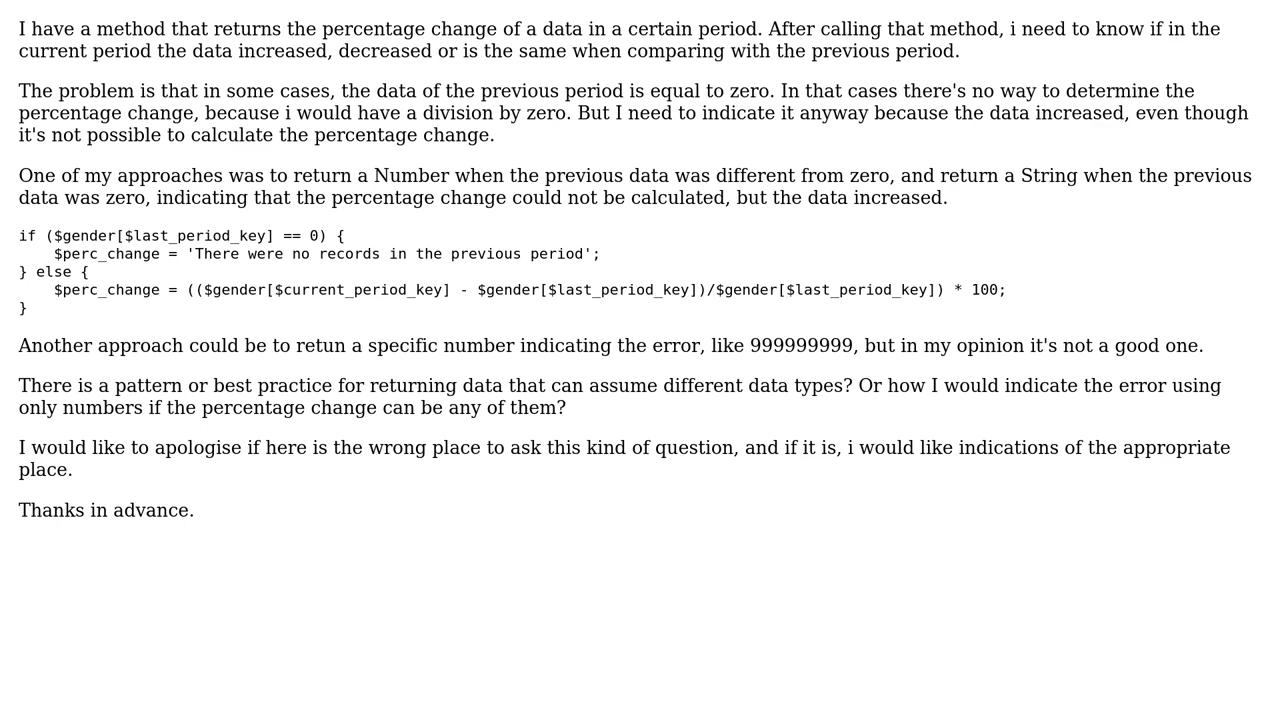 I have a method that returns the percentage change of a data in a certain period. After calling that method, i need to know if in the
current period the data increased, decreased or is the same when comparing with the previous period.
The problem is that in some cases, the data of the previous period is equal to zero. In that cases there's no way to determine the
percentage change, because i would have a division by zero. But I need to indicate it anyway because the data increased, even though
it's not possible to calculate the percentage change.
One of my approaches was to return a Number when the previous data was different from zero, and return a String when the previous
data was zero, indicating that the percentage change could not be calculated, but the data increased.
if ($gender[$last_period_key] == 0) {
    $perc_change = 'There were no records in the previous period';
} else {
    $perc_change = (($gender[$current_period_key] - $gender[$last_period_key])/$gender[$last_period_key]) * 100;
}
Another approach could be to retun a specific number indicating the error, like 999999999, but in my opinion it's not a good one.
There is a pattern or best practice for returning data that can assume different data types? Or how I would indicate the error using
only numbers if the percentage change can be any of them?
I would like to apologise if here is the wrong place to ask this kind of question, and if it is, i would like indications of the appropriate
place.
Thanks in advance.